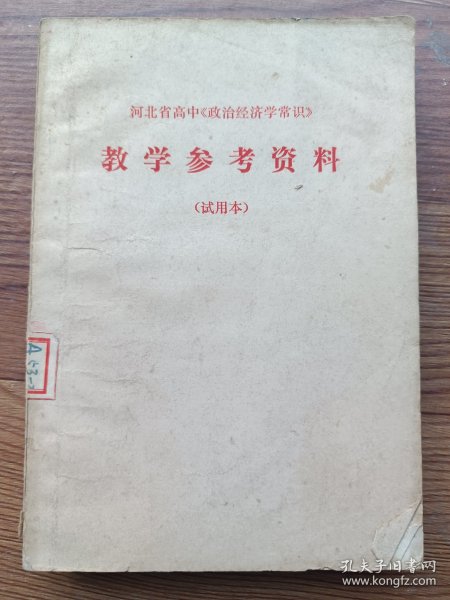 河北省高中《政治经济学常识》
教学参考资料
(试用本)
A
孔夫子旧书网
www.kongfz.com